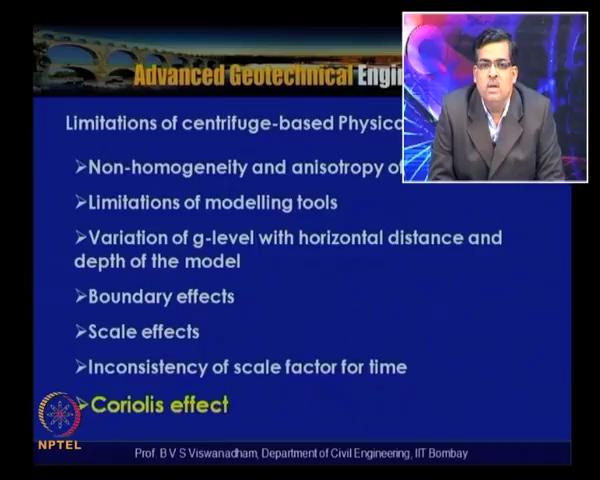 Advanced Geotechnical Engi
Limitations of centrifuge-based Physica
➢Non-homogeneity and anisotropy of
➢Limitations of modelling tools
➢Variation of g-level with horizontal distance and
depth of the model
➢Boundary effects
➢Scale effects
➢Inconsistency of scale factor for time
➢Coriolis effect
NPTEL
Prof. B V S Viswanadham, Department of Civil Engineering, IIT Bombay